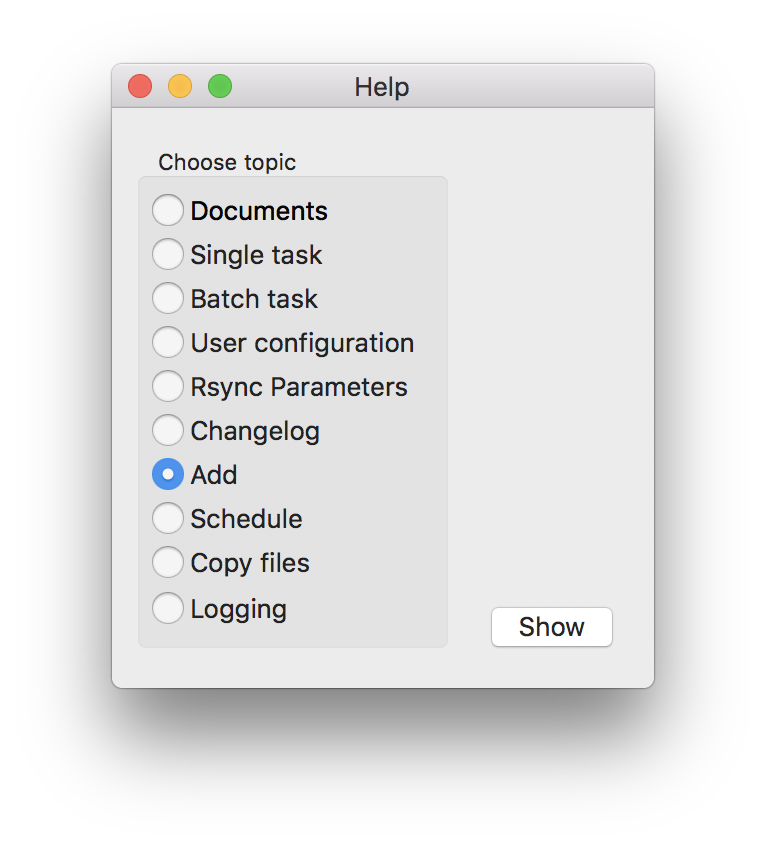 Help
Choose topic
Documents
Single task
Batch task
User configuration
Rsync Parameters
Changelog
Add
Schedule
Copy files
Logging
Show